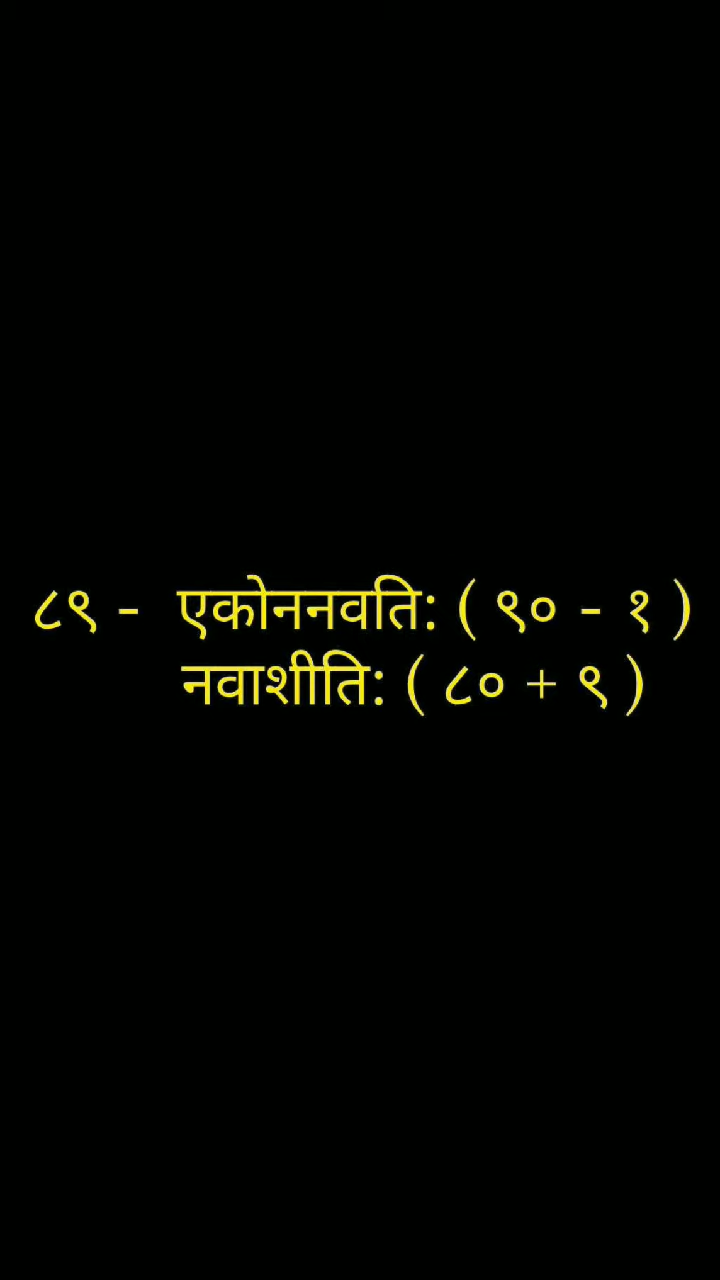 ८९ - एकोननवति: ( ९० - १ )
नवाशीति: ( ८० + ९ )